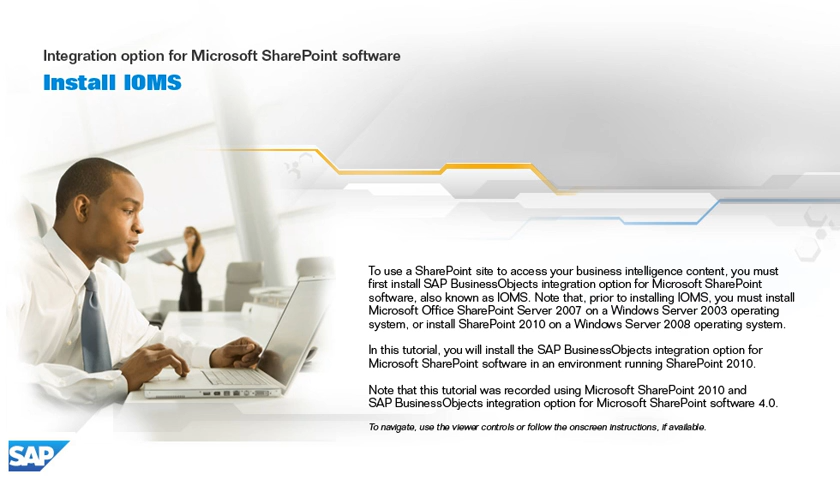 Integration option for Microsoft SharePoint software
Install IOMS
To use a SharePoint site to access your business intelligence content, you must
first install SAP BusinessObjects integration option for Microsoft SharePoint
software, also known as IOMS. Note that, prior to installing IOMS, you must install
Microsoft Office SharePoint Server 2007 on a Windows Server 2003 operating
system, or install SharePoint 2010 on a Windows Server 2008 operating system.
In this tutorial, you will install the SAP BusinessObjects integration option for
Microsoft SharePoint software in an environment running SharePoint 2010.
Note that this tutorial was recorded using Microsoft SharePoint 2010 and
SAP BusinessObjects integration option for Microsoft SharePoint software 4.0.
To navigate, use the viewer controls or follow the onscreen instructions, if available.
SAP